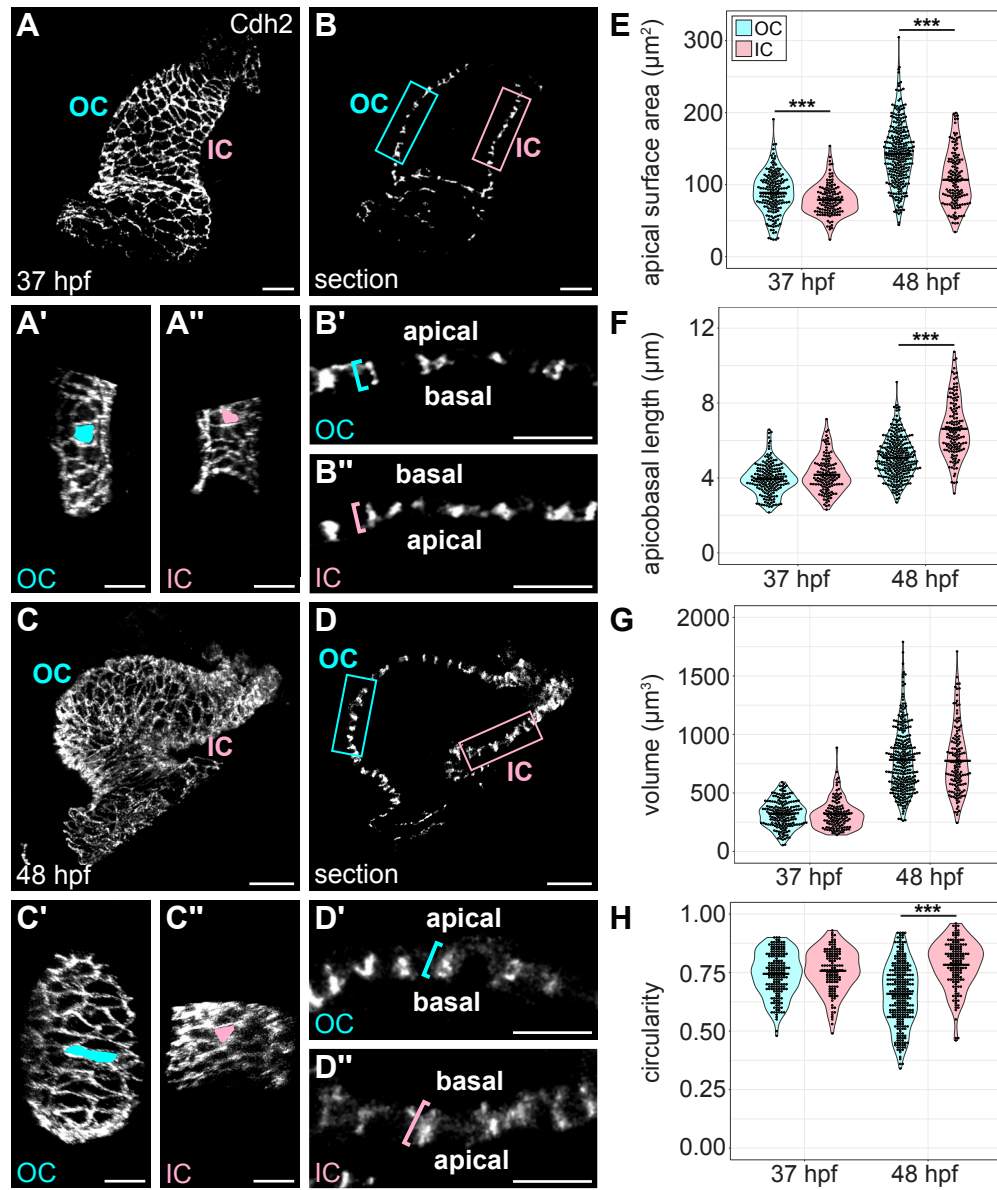 A
Cdh2
OC
IC
37 hpf
B
OC
IC
section
A'
OC
A"
IC
B'
apical
basal
OC
B"
basal
apical
IC
C
OC
IC
48 hpf
D
OC
IC
section
C'
OC
C"
IC
D'
apical
basal
OC
D"
basal
apical
IC
E
OC
IC
apical surface area (µm²)
300
200
100
0
***
***
37 hpf
48 hpf
F
apicobasal length (µm)
12
8
4
0
***
37 hpf
48 hpf
G
volume (µm³)
2000
1500
1000
500
0
37 hpf
48 hpf
H
circularity
1.00
0.75
0.50
0.25
0.00
***
37 hpf
48 hpf